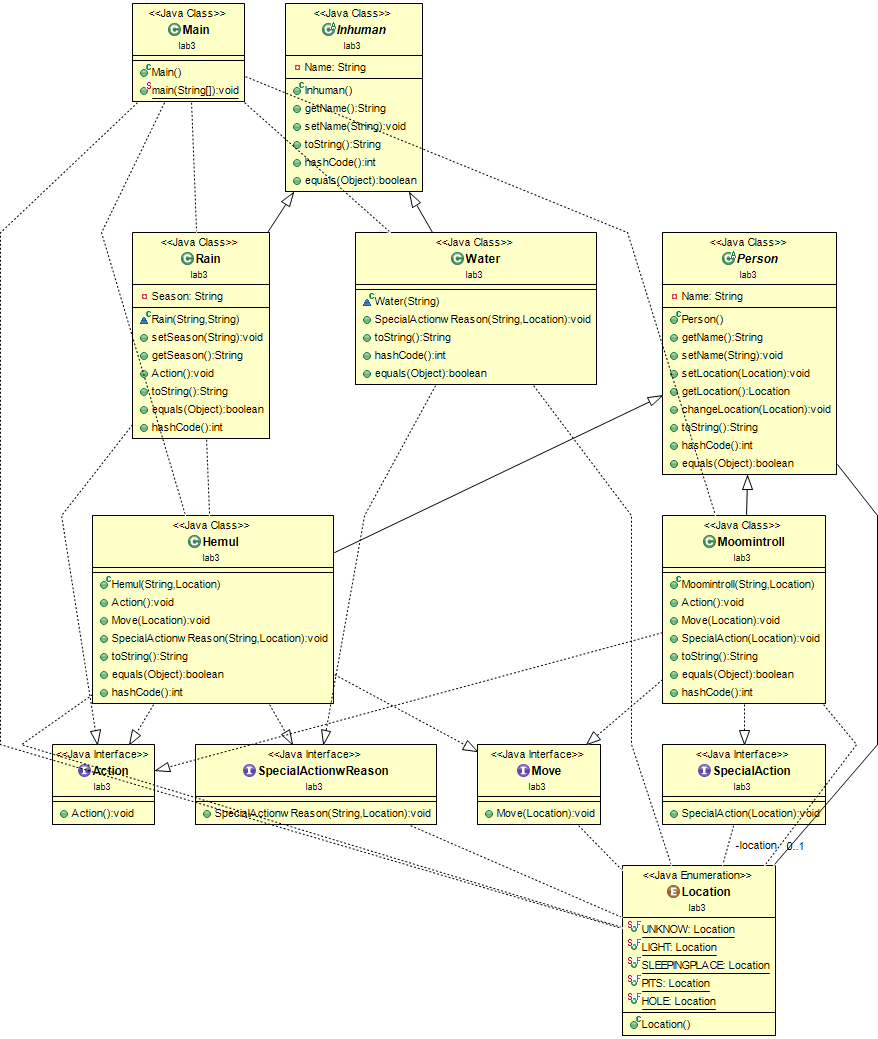 <<Java Class>>
Main
lab3
Main()
main(String[]):void
<<Java Class>>
Inhuman
lab3
Name: String
Inhuman()
getName():String
setName(String):void
toString():String
hashCode():int
equals(Object):boolean
<<Java Class>>
Rain
lab3
Season: String
Rain(String,String)
setSeason(String):void
getSeason():String
Action():void
toString():String
equals(Object):boolean
hashCode():int
<<Java Class>>
Water
lab3
Water(String)
SpecialActionwReason(String,Location):void
toString():String
hashCode():int
equals(Object):boolean
<<Java Class>>
Person
lab3
Name: String
Person()
getName():String
setName(String):void
setLocation(Location):void
getLocation():Location
changeLocation(Location):void
toString():String
hashCode():int
equals(Object):boolean
<<Java Class>>
Hemul
lab3
Hemul(String,Location)
Action():void
Move(Location):void
SpecialActionwReason(String,Location):void
toString():String
equals(Object):boolean
hashCode():int
<<Java Class>>
Moomintroll
lab3
Moomintroll(String,Location)
Action():void
Move(Location):void
SpecialAction(Location):void
toString():String
equals(Object):boolean
hashCode():int
<<Java Interface>>
Action
lab3
Action():void
<<Java Interface>>
SpecialActionwReason
lab3
SpecialActionwReason(String,Location):void
<<Java Interface>>
Move
lab3
Move(Location):void
<<Java Interface>>
SpecialAction
lab3
SpecialAction(Location):void
-location
0..1
<<Java Enumeration>>
Location
lab3
UNKNOW: Location
LIGHT: Location
SLEEPINGPLACE: Location
PITS: Location
HOLE: Location
Location()